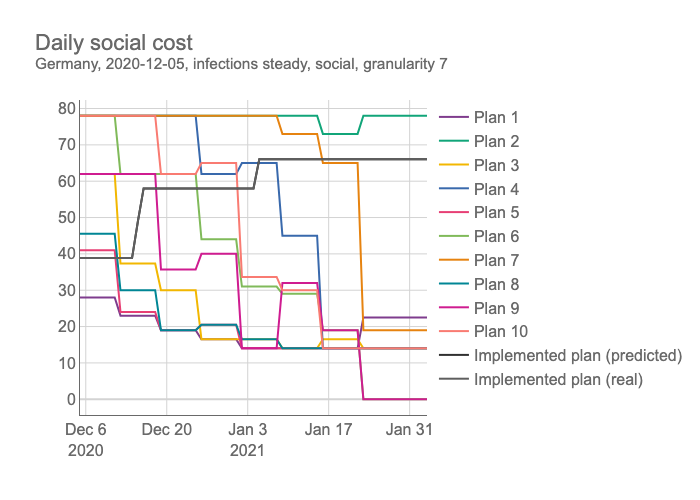 Daily social cost
Germany, 2020-12-05, infections steady, social, granularity 7
80
70
60
50
40
30
20
10
0
Dec 6
2020
Dec 20
Jan 3
2021
Jan 17
Jan 31
Plan 1
Plan 2
Plan 3
Plan 4
Plan 5
Plan 6
Plan 7
Plan 8
Plan 9
Plan 10
Implemented plan (predicted)
Implemented plan (real)